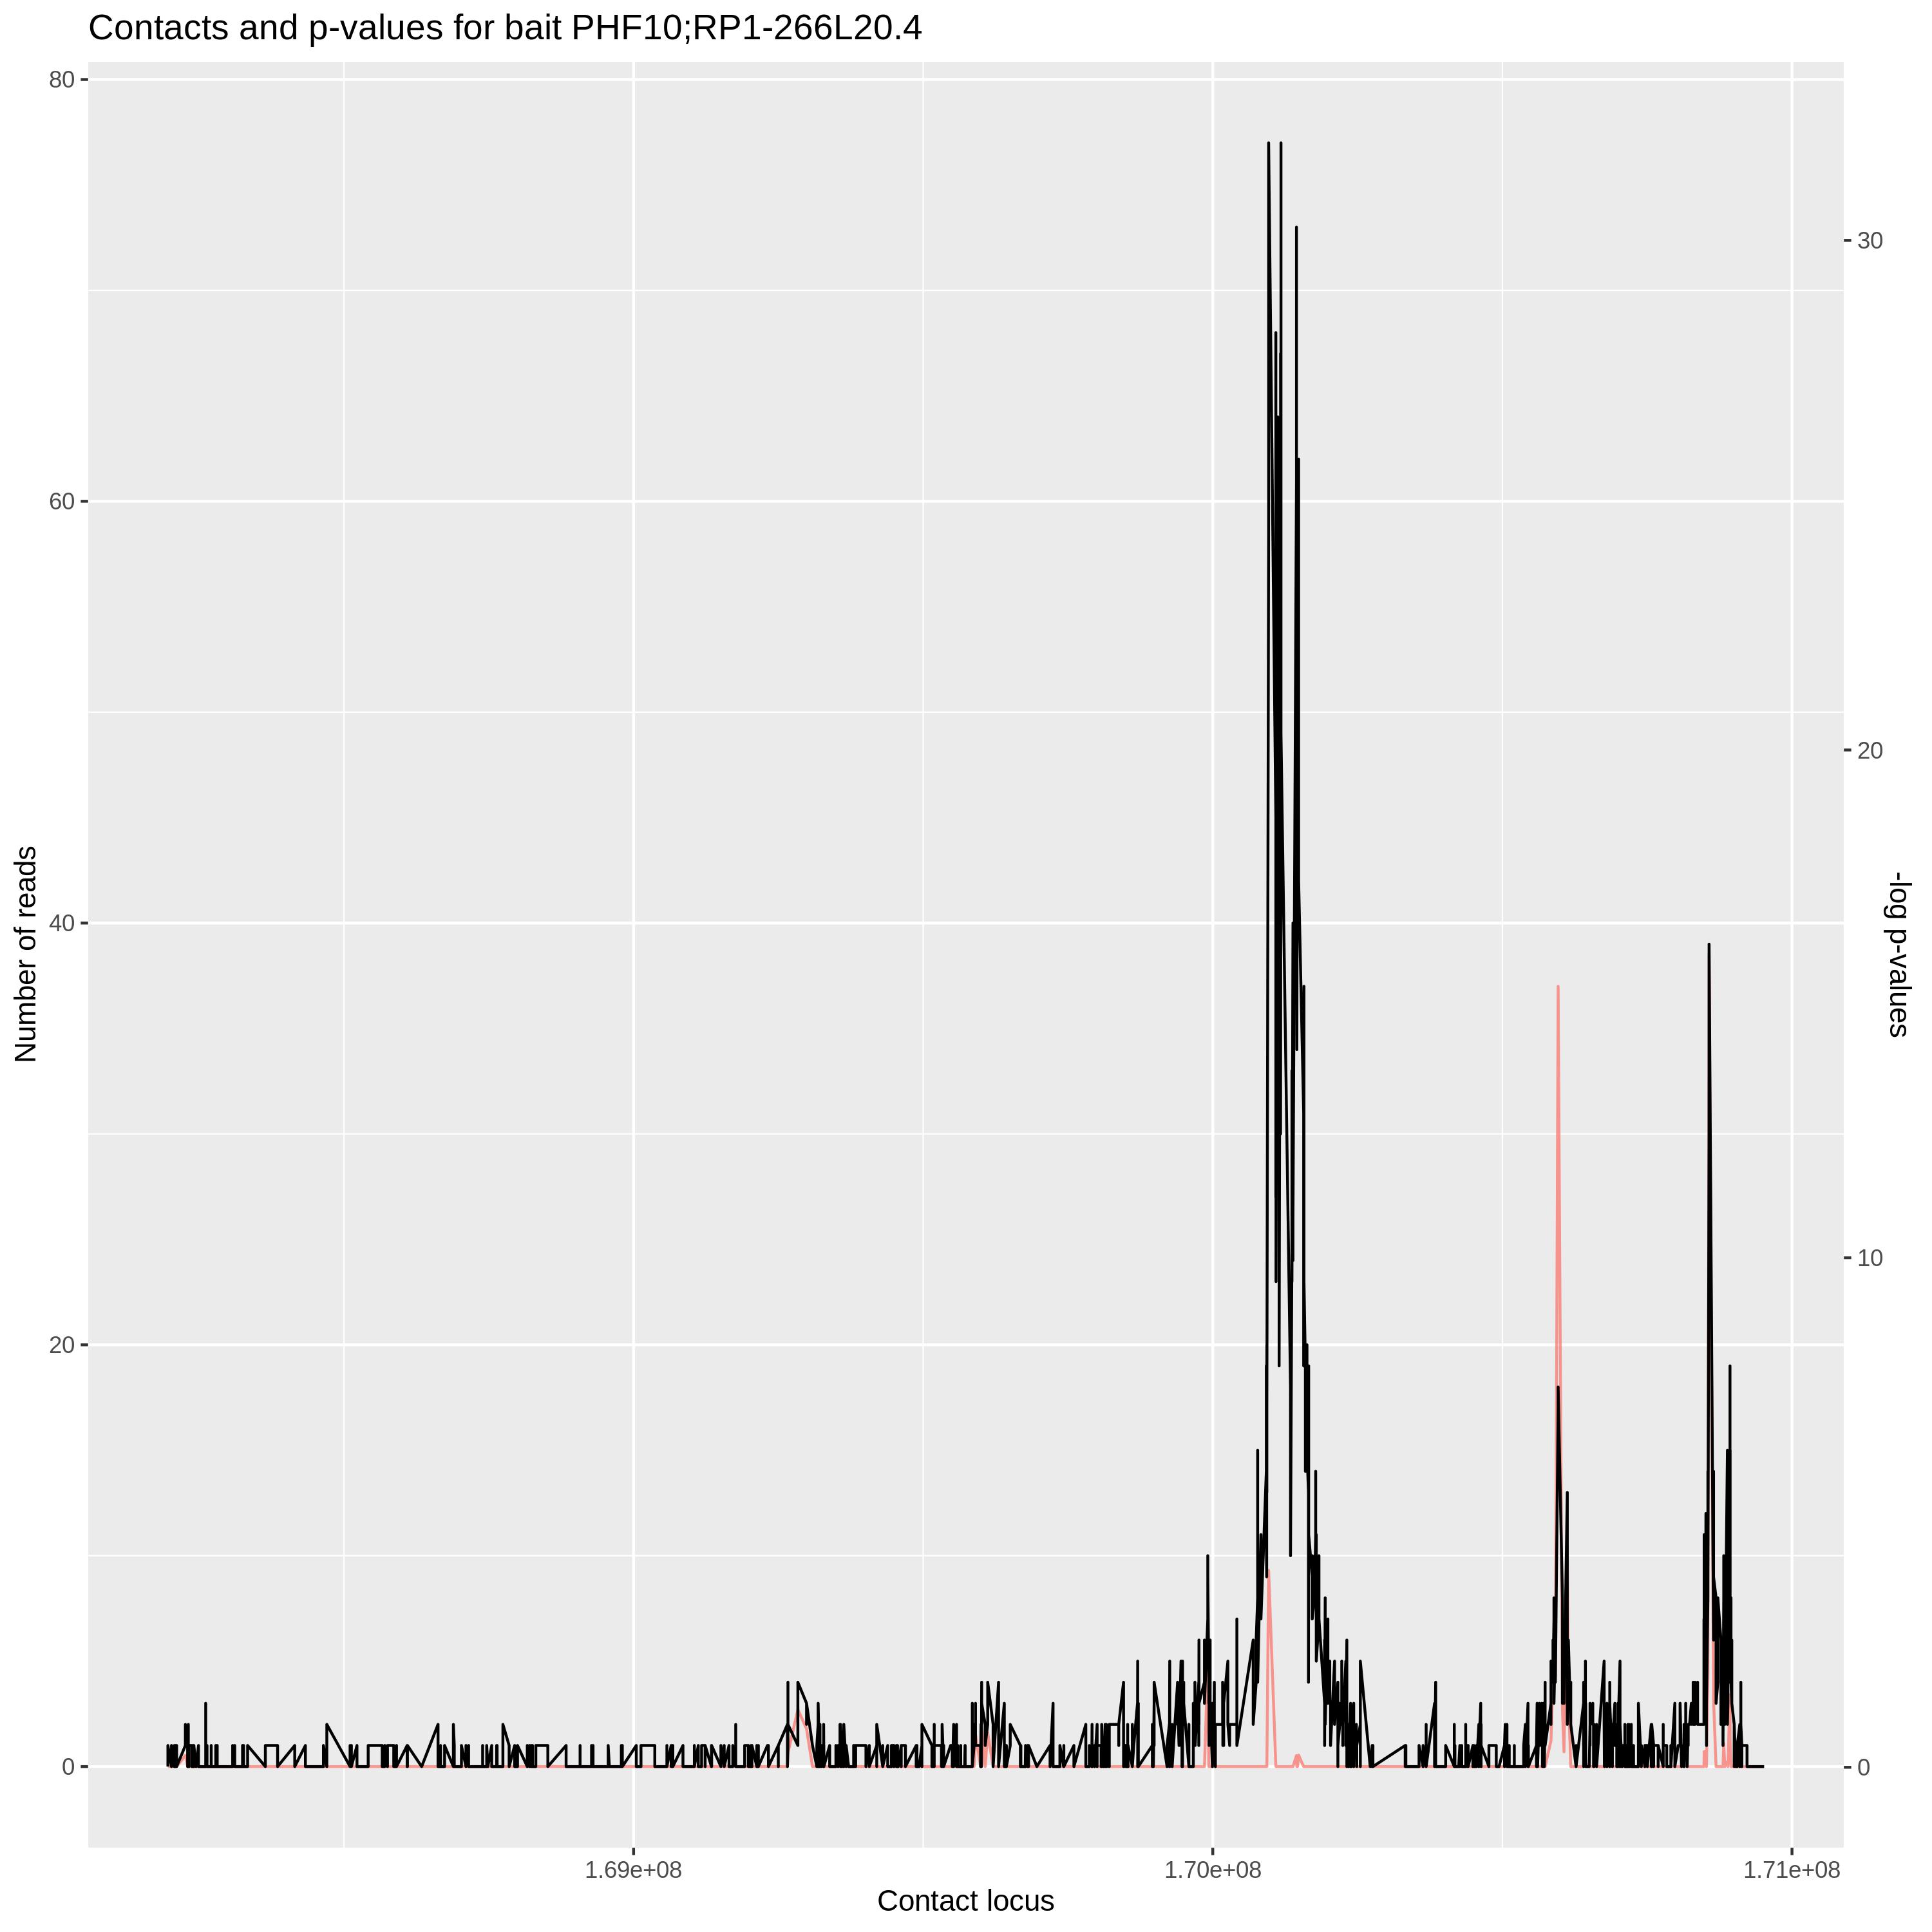 Contacts and p-values for bait PHF10;RP1-266L20.4
80
60
40
20
0
Number of reads
30
20
10
0
-log p-values
1.69e+08
1.70e+08
1.71e+08
Contact locus